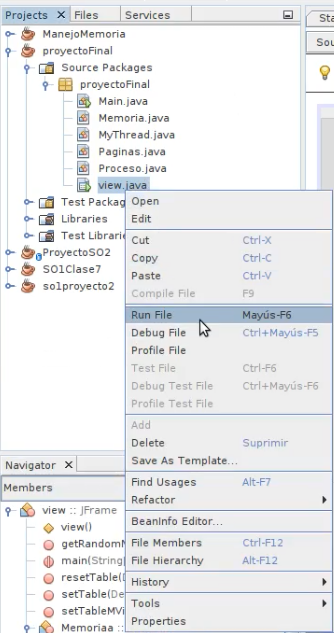 Projects X Files Services
Sta
Sou
ManejoMemoria
proyectoFinal
Source Packages
proyectoFinal
Main.java
Memoria.java
MyThread.java
Paginas.java
Proceso.java
view.java
Test Packag
Libraries
Test Librarie
ProyectoSO2
SO1Clase7
so1proyecto2
Open
Edit
Cut Ctrl-X
Copy Ctrl-C
Paste Ctrl-V
Compile File F9
Run File Mayús-F6
Debug File Ctrl+Mayús-F5
Profile File
Test File Ctrl-F6
Debug Test File Ctrl+Mayús-F6
Profile Test File
Add
Delete Suprimir
Save As Template...
Find Usages Alt-F7
Refactor
BeanInfo Editor...
File Members Ctrl-F12
File Hierarchy Alt-F12
History
Tools
Properties
Navigator X
Members
view :: JFrame
view()
getRandomN
main(String[
resetTable(D
setTable(De
setTableMVi
Memoriaa ::